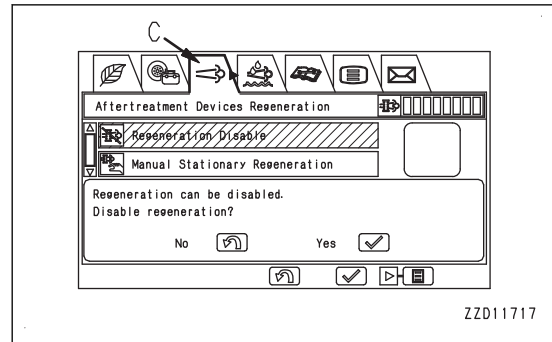 C
Aftertreatment Devices Regeneration
Regeneration Disable
Manual Stationary Regeneration
Regeneration can be disabled.
Disable regeneration?
No Yes
ZZD11717